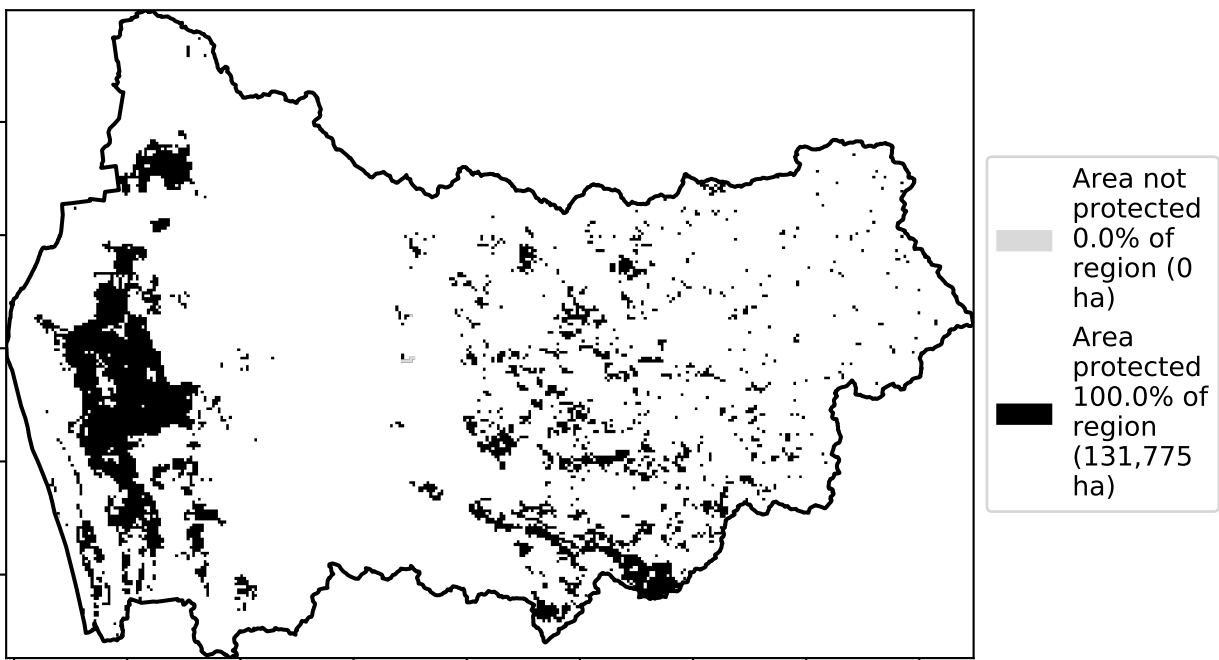 Area not
protected
0.0% of
region (0
ha)
Area
protected
100.0% of
region
(131,775
ha)